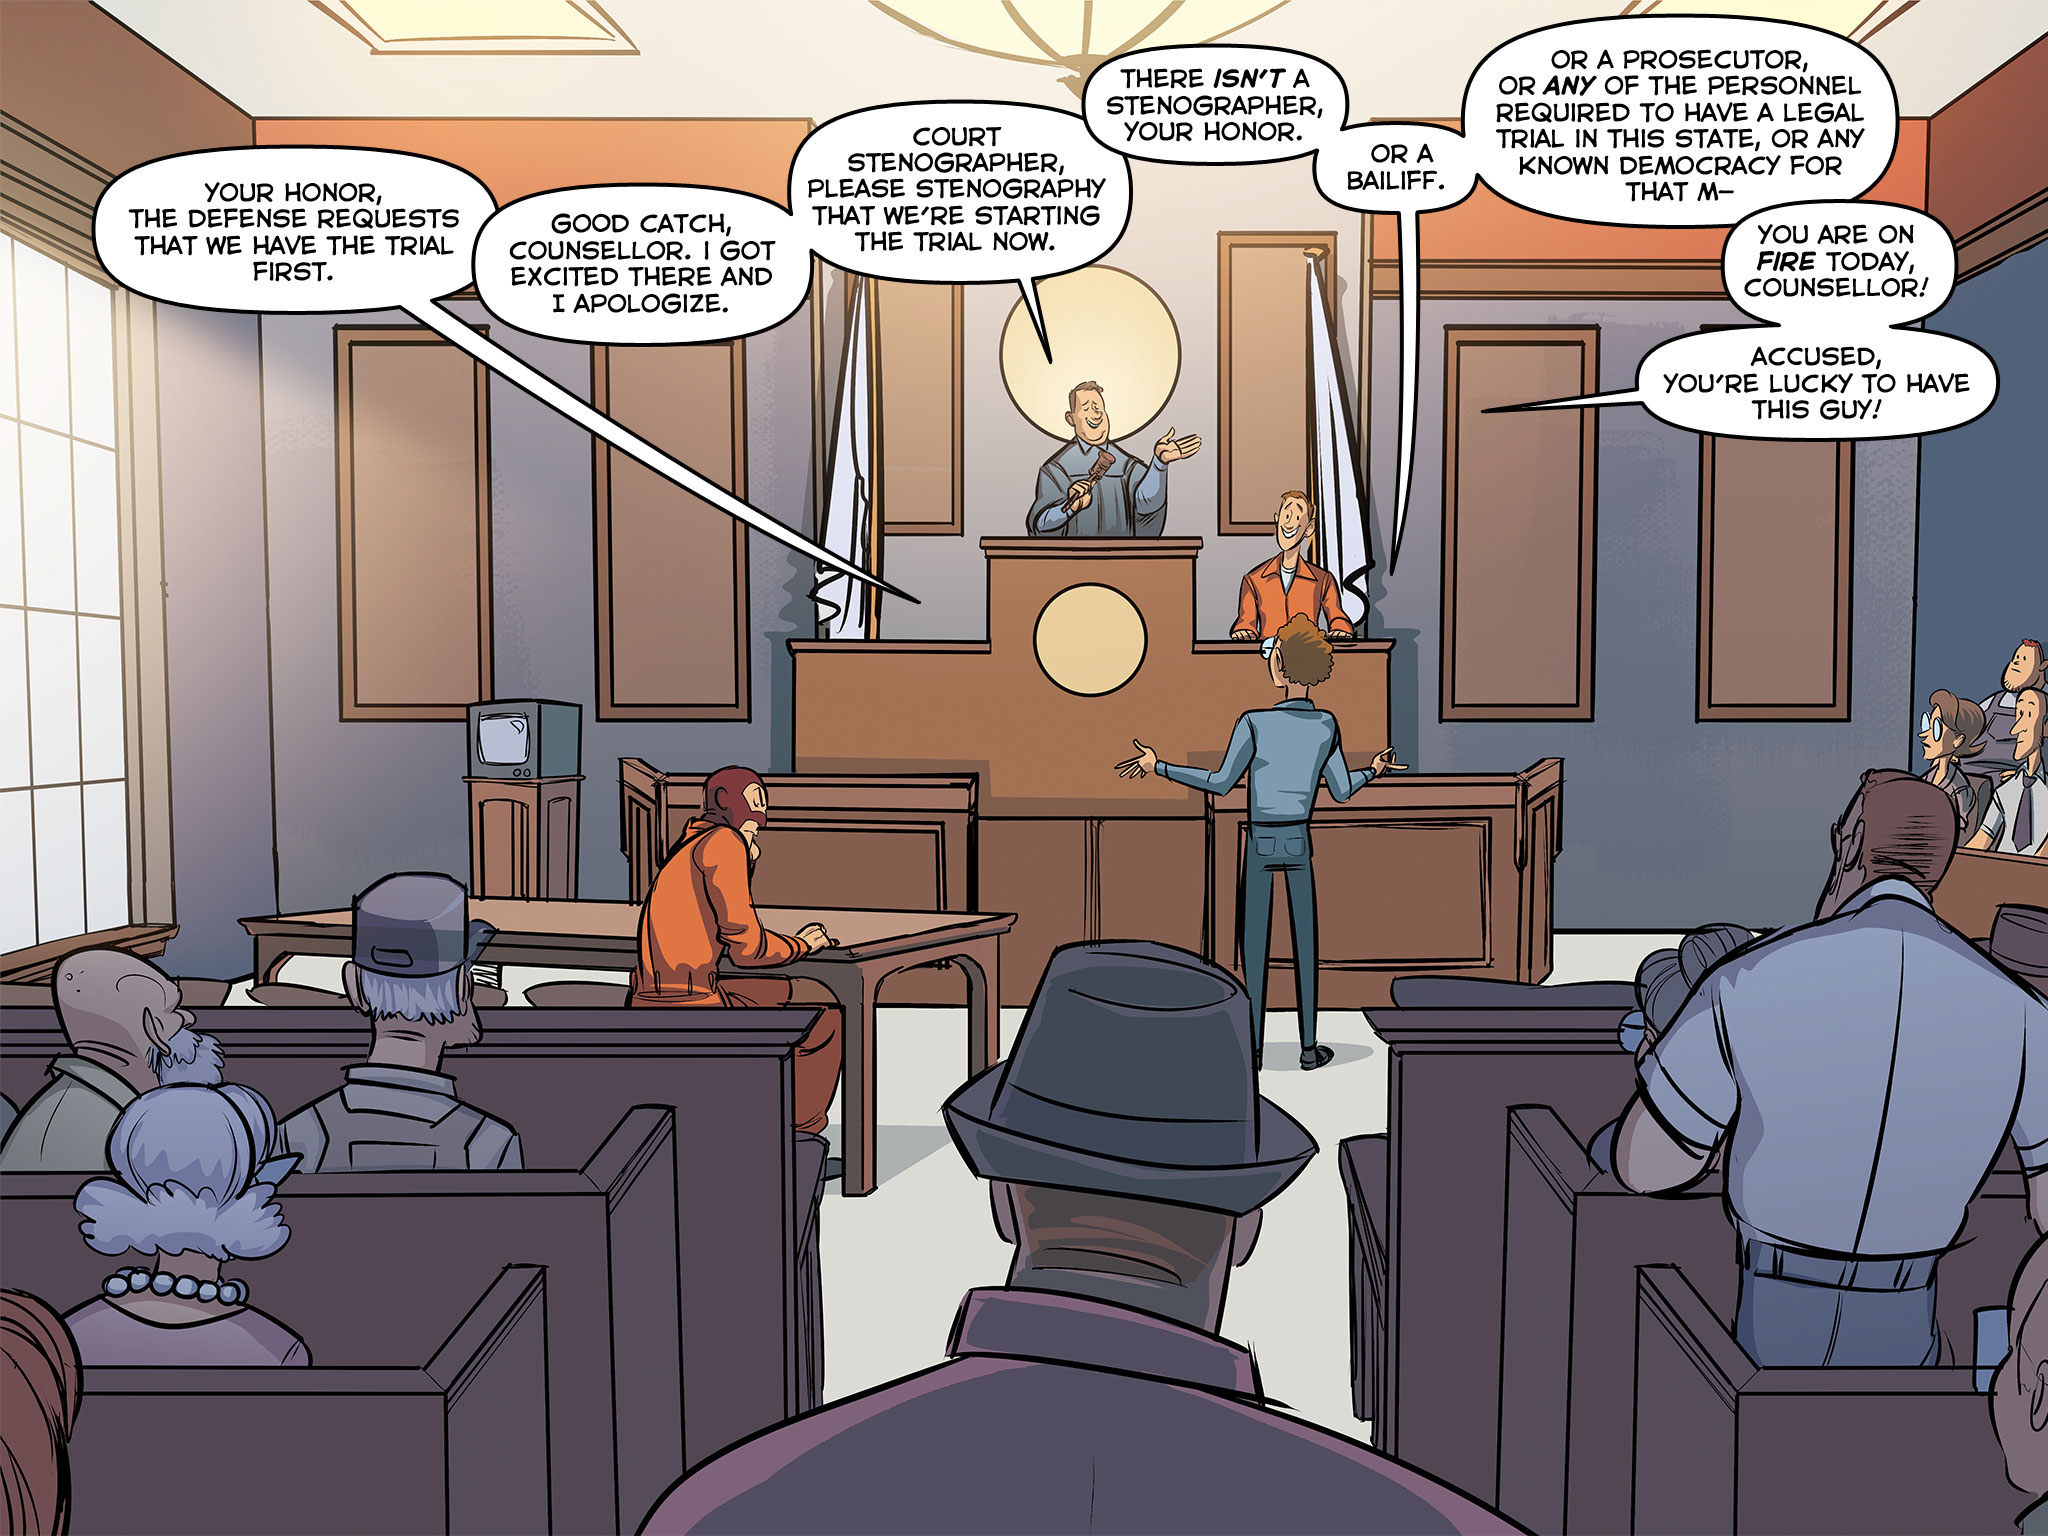 YOUR HONOR,
THE DEFENSE REQUESTS
THAT WE HAVE THE TRIAL
FIRST.
GOOD CATCH,
COUNSELLOR. I GOT
EXCITED THERE AND
I APOLOGIZE.
COURT
STENOGRAPHER,
PLEASE STENOGRAPHY
THAT WE'RE STARTING
THE TRIAL NOW.
THERE ISN'T A
STENOGRAPHER,
YOUR HONOR.
OR A
BAILIFF.
OR A PROSECUTOR,
OR ANY OF THE PERSONNEL
REQUIRED TO HAVE A LEGAL
TRIAL IN THIS STATE, OR ANY
KNOWN DEMOCRACY FOR
THAT M–
YOU ARE ON
FIRE TODAY,
COUNSELLOR!
ACCUSED,
YOU'RE LUCKY TO HAVE
THIS GUY!